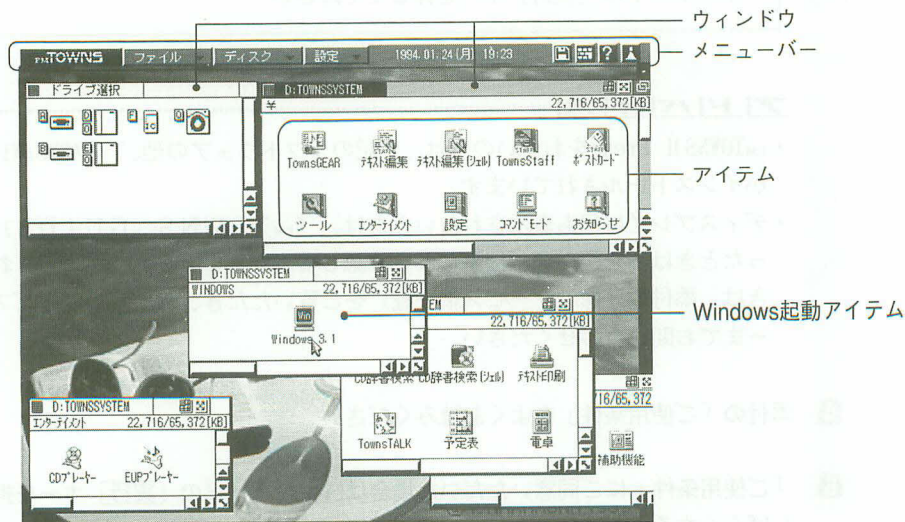 ウィンドウ
メニューバー
FMTOWNS ファイル ディスク 設定 1994.01.24(月) 19:23
ドライブ選択
A D F Q
IC
B E
D:TOWNSSYSTEM
¥ 22,716/65,372[KB]
TownsGEAR テキスト編集 テキスト編集(シェル) TownsStaff ポストカード
ツール エンターテイメント 設定 コマンドモード お知らせ
アイテム
D:TOWNSSYSTEM
WINDOWS 22,716/65,372[KB]
Win
Windows 3.1
Windows起動アイテム
EM
22,716/65,372[KB]
CD辞書検索 CD辞書検索(シェル) テキスト印刷
TownsTALK 予定表 電卓
716/65,372
補助機能
D:TOWNSSYSTEM
エンターテイメント 22,716/65,372[KB]
CDプレーヤー EUPプレーヤー